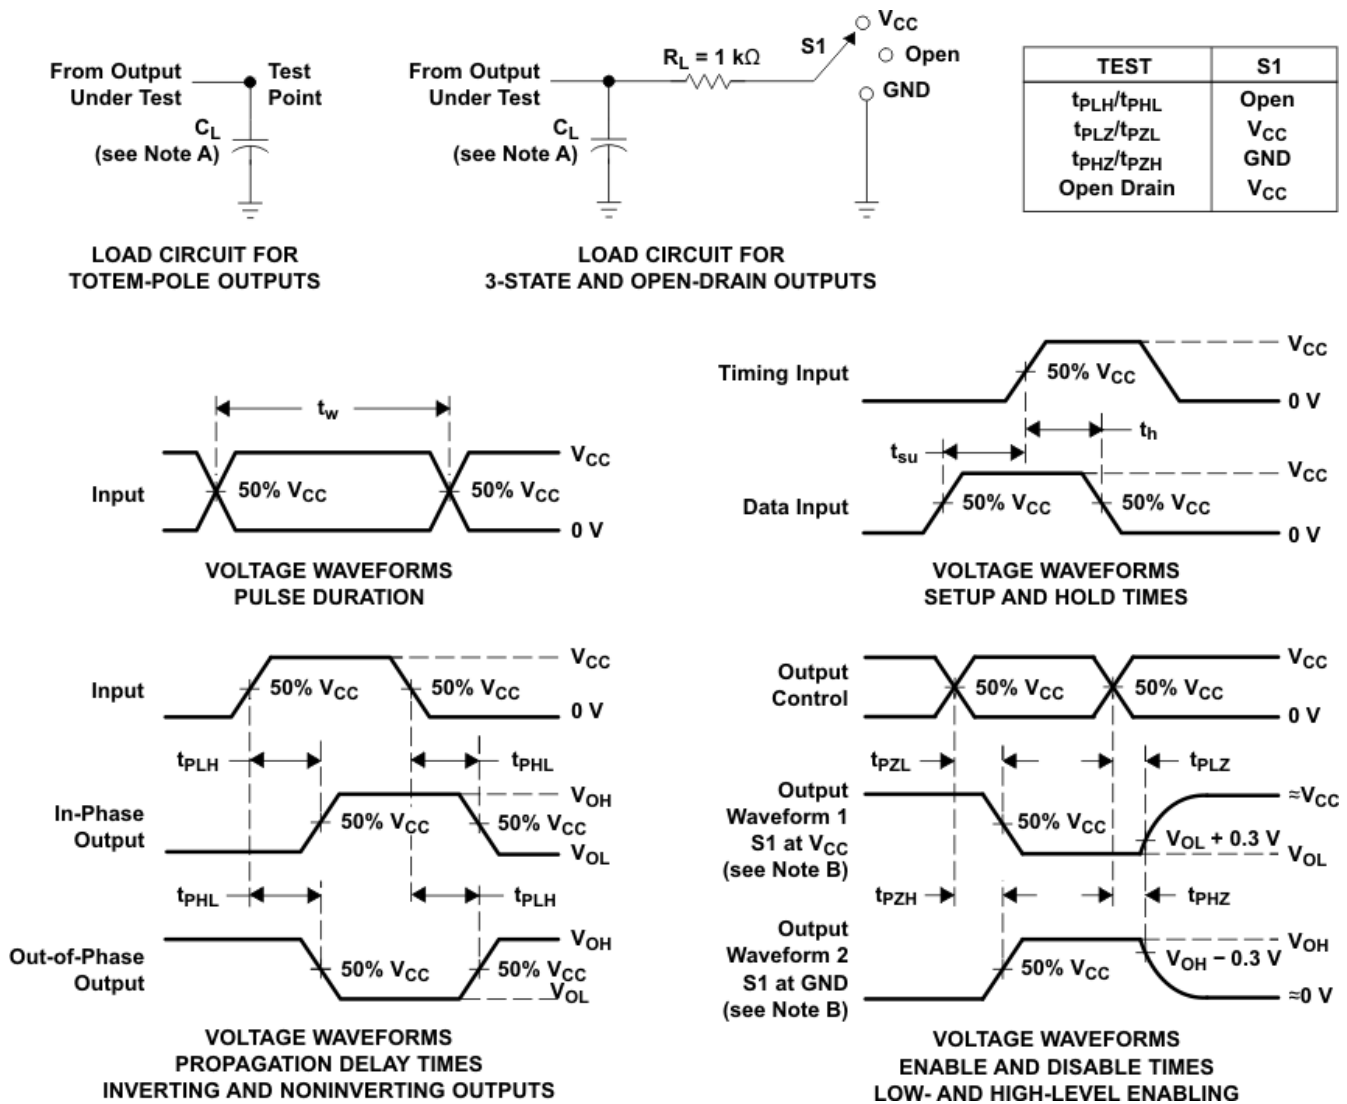 From Output
Under Test
Test
Point
CL
(see Note A)
LOAD CIRCUIT FOR
TOTEM-POLE OUTPUTS
From Output
Under Test
RL = 1 kΩ
S1
VCC
Open
GND
CL
(see Note A)
LOAD CIRCUIT FOR
3-STATE AND OPEN-DRAIN OUTPUTS
TEST S1
tPLH/tPHL Open
tPLZ/tPZL VCC
tPHZ/tPZH GND
Open Drain VCC
tw
Input
50% VCC
50% VCC
VCC
0 V
VOLTAGE WAVEFORMS
PULSE DURATION
Timing Input
50% VCC
VCC
0 V
th
tsu
Data Input
50% VCC
50% VCC
VCC
0 V
VOLTAGE WAVEFORMS
SETUP AND HOLD TIMES
Input
50% VCC
50% VCC
VCC
0 V
tPLH
tPHL
In-Phase
Output
50% VCC
50% VCC
VOH
VOL
tPHL
tPLH
Out-of-Phase
Output
50% VCC
50% VCC
VOH
VOL
VOLTAGE WAVEFORMS
PROPAGATION DELAY TIMES
INVERTING AND NONINVERTING OUTPUTS
Output
Control
50% VCC
50% VCC
VCC
0 V
tPZL
tPLZ
Output
Waveform 1
S1 at VCC
(see Note B)
50% VCC
VOL + 0.3 V
≈VCC
VOL
tPZH
tPHZ
Output
Waveform 2
S1 at GND
(see Note B)
50% VCC
VOH − 0.3 V
VOH
≈0 V
VOLTAGE WAVEFORMS
ENABLE AND DISABLE TIMES
LOW- AND HIGH-LEVEL ENABLING